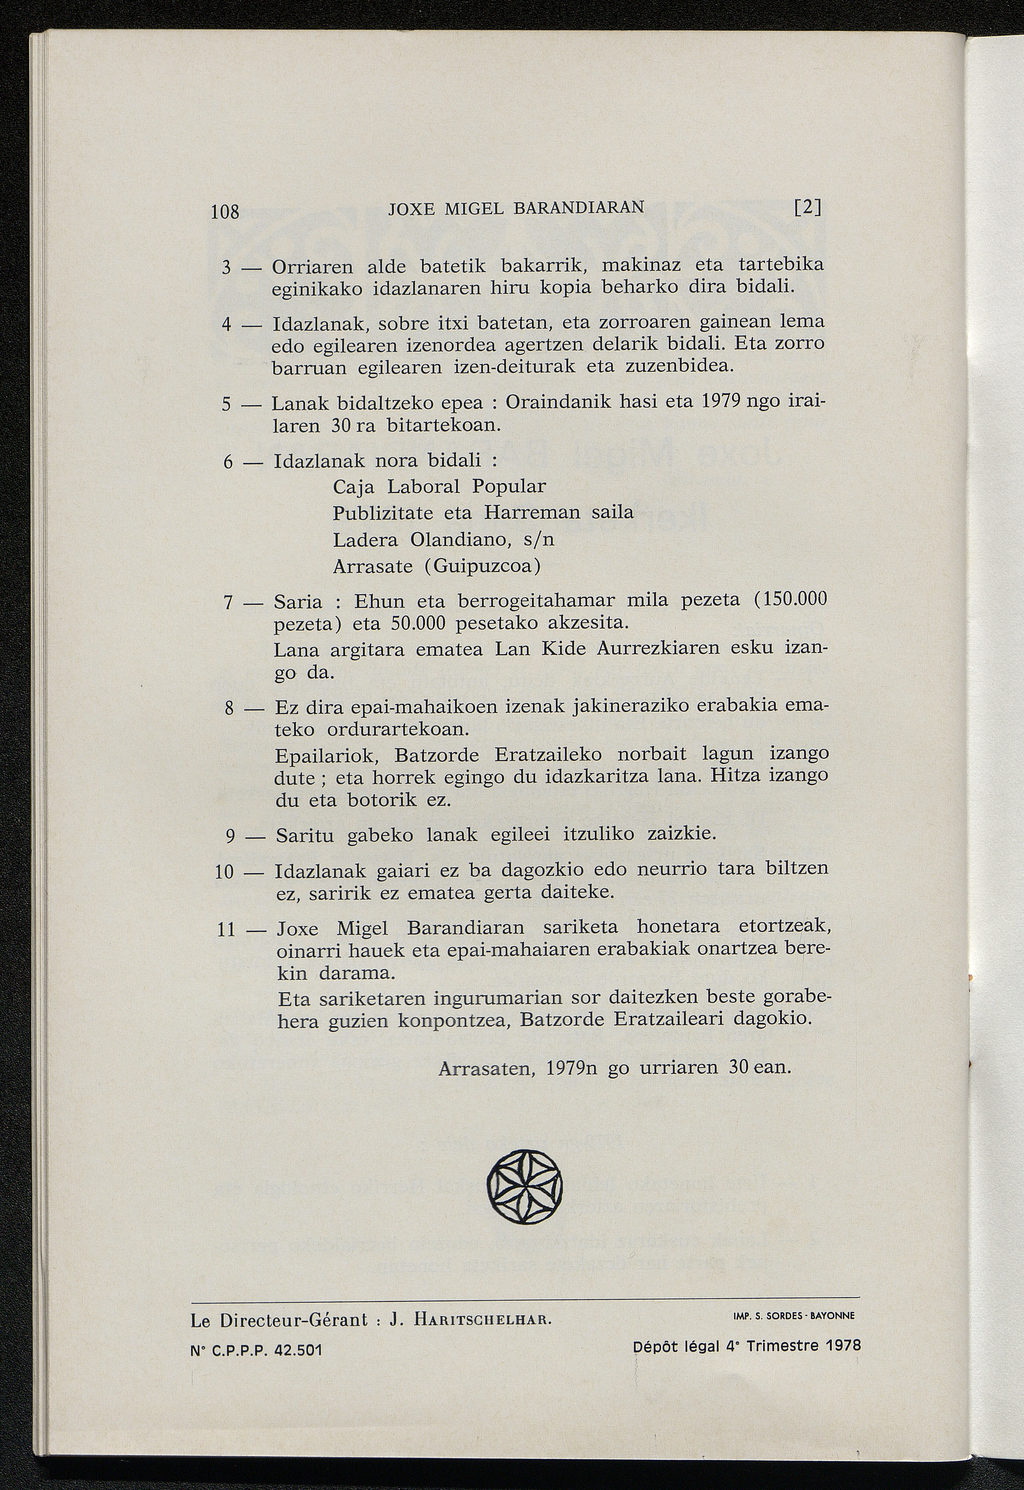 108 JOXE MIGEL BARANDIARAN [2]
3 — Orriaren alde batetik bakarrik, makinaz eta tartebika
eginikako idazlanaren hiru kopia beharko dira bidali.
4 — Idazlanak, sobre itxi batetan, eta zorroaren gainean lema
edo egilearen izenordea agertzen delarik bidali. Eta zorro
barruan egilearen izen-deiturak eta zuzenbidea.
5 — Lanak bidaltzeko epea : Oraindanik hasi eta 1979 ngo irai-
laren 30 ra bitartekoan.
6 — Idazlanak nora bidali :
Caja Laboral Popular
Publizitate eta Harreman saila
Ladera Olandiano, s/n
Arrasate (Guipuzcoa)
7 — Saria : Ehun eta berrogeitahamar mila pezeta (150.000
pezeta) eta 50.000 pesetako akzesita.
Lana argitara ematea Lan Kide Aurrezkiaren esku izan-
go da.
8 — Ez dira epai-mahaikoen izenak jakineraziko erabakia ema-
teko ordurartekoan.
Epailariok, Batzorde Eratzaileko norbait lagun izango
dute ; eta horrek egingo du idazkaritza lana. Hitza izango
du eta botorik ez.
9 — Saritu gabeko lanak egileei itzuliko zaizkie.
10 — Idazlanak gaiari ez ba dagozkio edo neurrio tara biltzen
ez, saririk ez ematea gerta daiteke.
11 — Joxe Migel Barandiaran sariketa honetara etortzeak,
oinarri hauek eta epai-mahaiaren erabakiak onartzea bere-
kin darama.
Eta sariketaren ingurumarian sor daitezken beste gorabe-
hera guzien konpontzea, Batzorde Eratzaileari dagokio.
Arrasaten, 1979n go urriaren 30 ean.
Le Directeur-Gérant : J. HARITSCHELHAR.
IMP. S. SORDES - BAYONNE
N° C.P.P.P. 42.501
Dépôt légal 4° Trimestre 1978